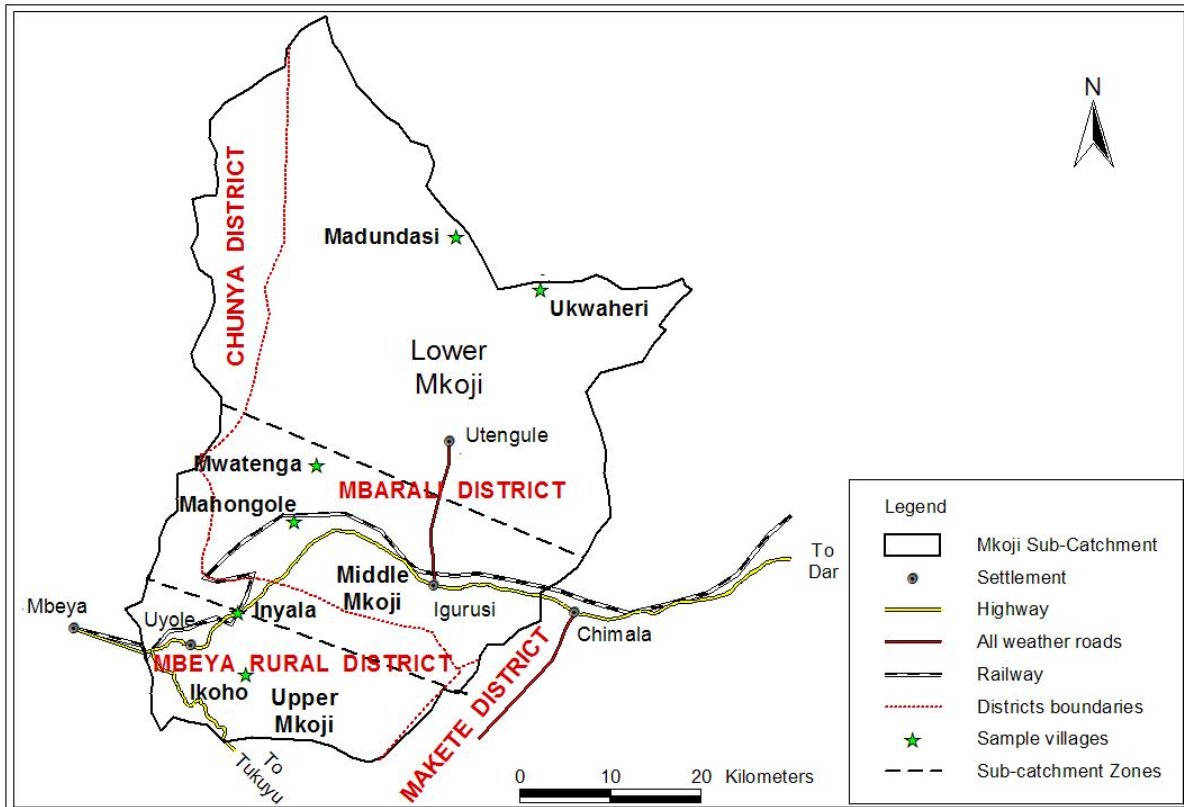 N
CHUNYA DISTRICT
Madundasi
Ukwaheri
Lower
Mkoji
Utengule
Mwatenga
MBARALI DISTRICT
Mahongole
To
Dar
Middle
Mkoji
Mbeya
Uyole
Inyala
Igurusi
Chimala
MBEYA RURAL DISTRICT
Ikoho
Upper
Mkoji
MAKETE DISTRICT
To
Tukuyu
0 10 20 Kilometers
Legend
Mkoji Sub-Catchment
Settlement
Highway
All weather roads
Railway
Districts boundaries
Sample villages
Sub-catchment Zones